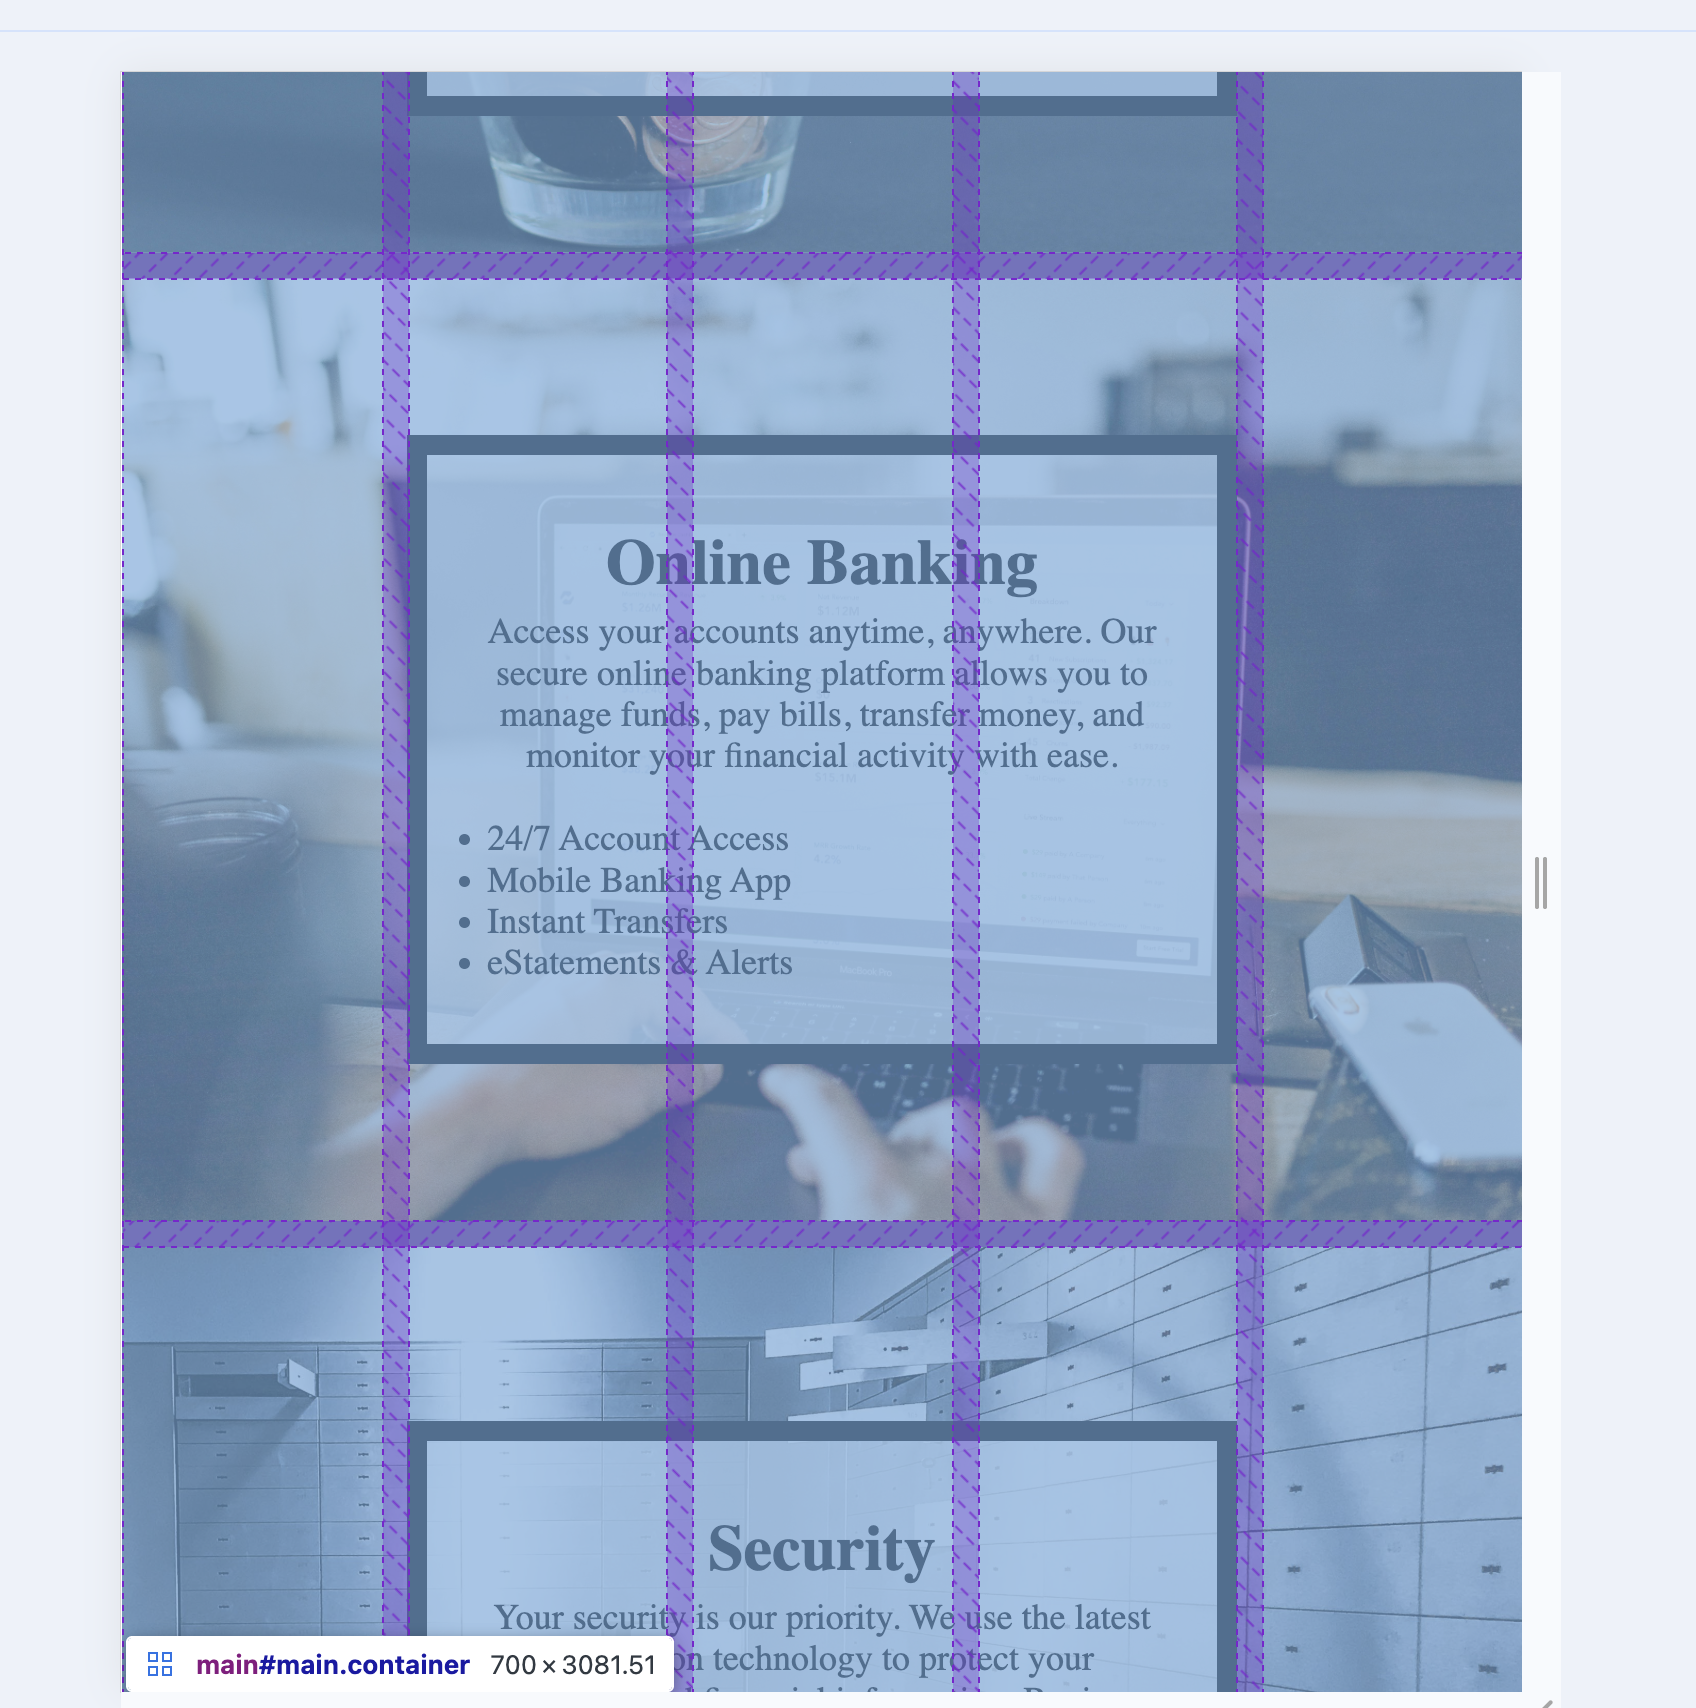 Online Banking
Access your accounts anytime, anywhere. Our
secure online banking platform allows you to
manage funds, pay bills, transfer money, and
monitor your financial activity with ease.
• 24/7 Account Access
• Mobile Banking App
• Instant Transfers
• eStatements & Alerts
MacBook Pro
Security
Your security is our priority. We use the latest
on technology to protect your
main#main.container 700 × 3081.51